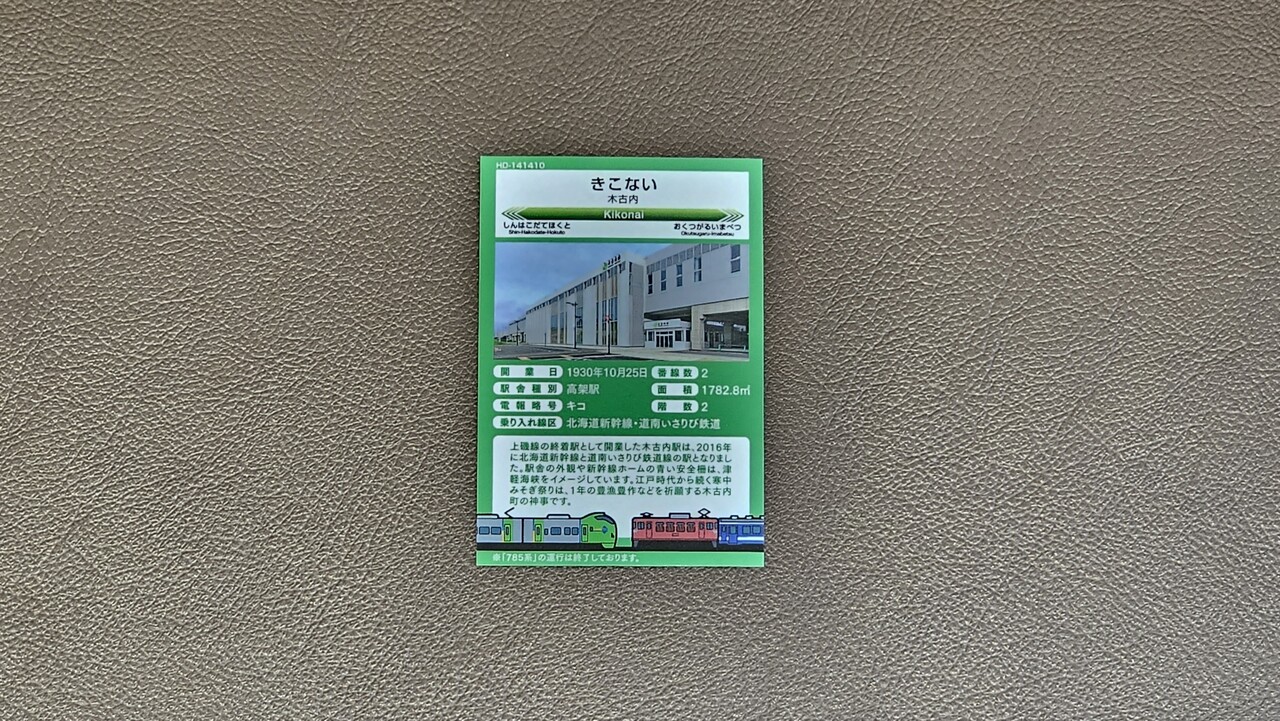 HD-141410
きこない
木古内
Kikonai
しんはこだてほくと おくつがるいまべつ
Shin-Hakodate-Hokuto Okutsugaru-Imabetsu
開業日 1930年10月25日 番線数 2
駅舎種別 高架駅 面積 1782.8㎡
電報略号 キコ 階数 2
乗り入れ線区 北海道新幹線・道南いさりび鉄道
上磯線の終着駅として開業した木古内駅は、2016年
に北海道新幹線と道南いさりび鉄道線の駅となりまし
た。駅舎の外観や新幹線ホームの青い安全柵は、津
軽海峡をイメージしています。江戸時代から続く寒中
みそぎ祭りは、1年の豊漁豊作などを祈願する木古内
町の神事です。
※「785系」の運行は終了しております。